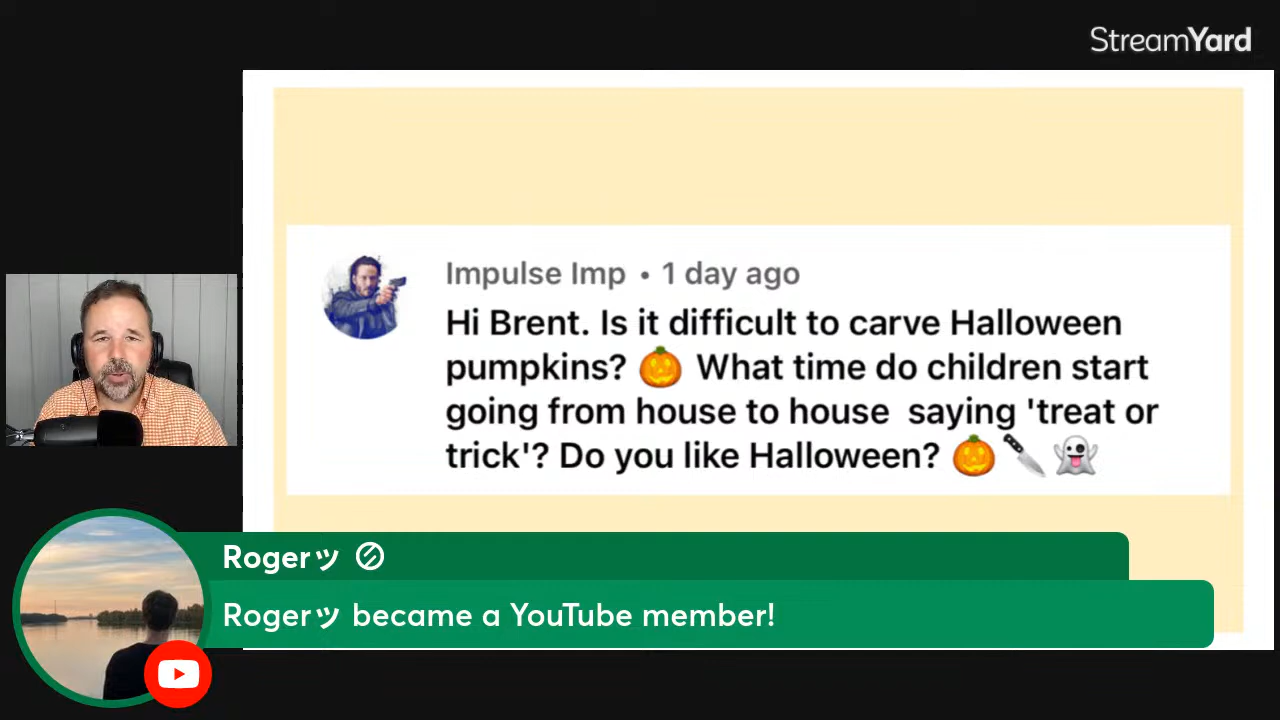 StreamYard
Impulse Imp • 1 day ago
Hi Brent. Is it difficult to carve Halloween
pumpkins? 🎃 What time do children start
going from house to house saying 'treat or
trick'? Do you like Halloween? 🎃🔪👻
Rogerッ
Rogerッ became a YouTube member!